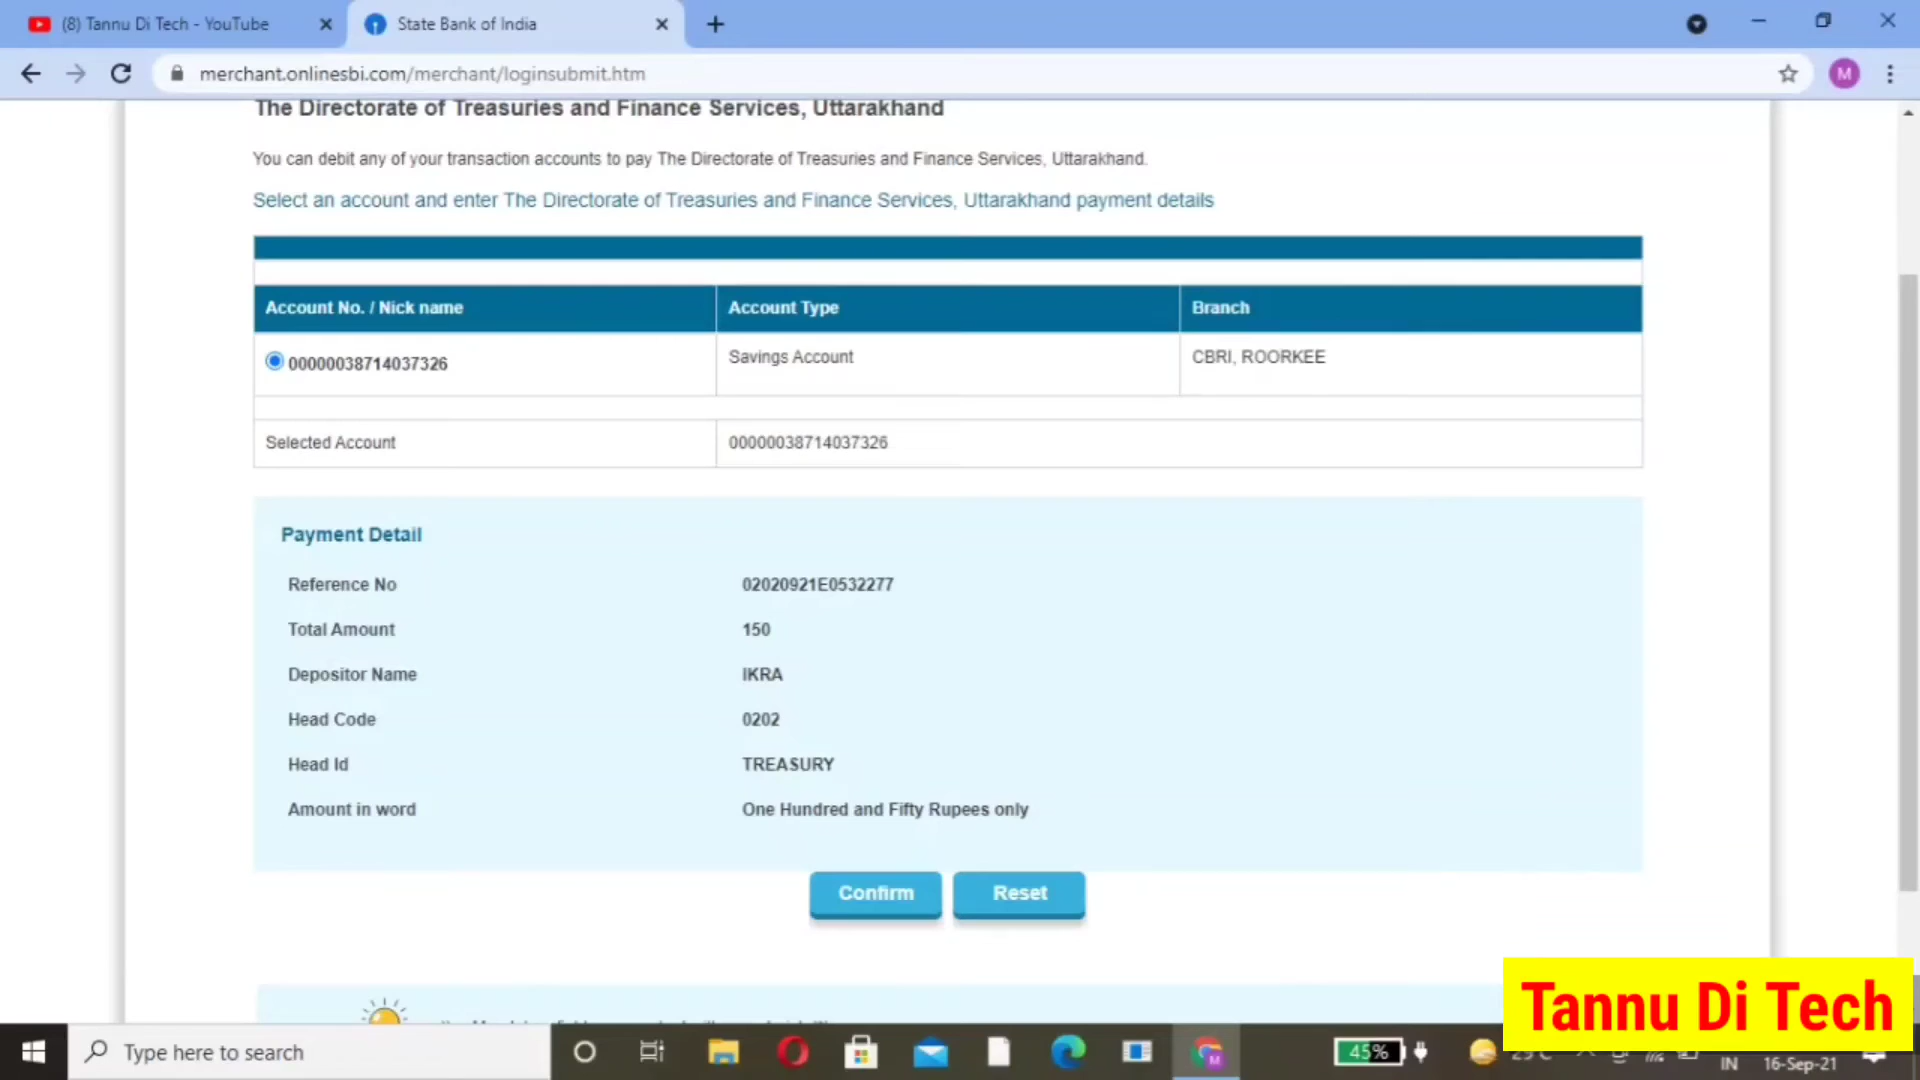 (8) Tannu Di Tech - YouTube
State Bank of India
merchant.onlinesbi.com/merchant/loginsubmit.htm
M
The Directorate of Treasuries and Finance Services, Uttarakhand
You can debit any of your transaction accounts to pay The Directorate of Treasuries and Finance Services, Uttarakhand.
Select an account and enter The Directorate of Treasuries and Finance Services, Uttarakhand payment details
Account No. / Nick name Account Type Branch
00000038714037326 Savings Account CBRI, ROORKEE
Selected Account 00000038714037326
Payment Detail
Reference No 02020921E0532277
Total Amount 150
Depositor Name IKRA
Head Code 0202
Head Id TREASURY
Amount in word One Hundred and Fifty Rupees only
Confirm Reset
Tannu Di Tech
Type here to search
45%
IN 16-Sep-21